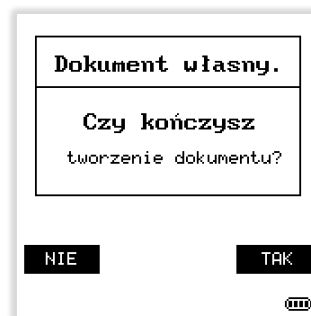 Dokument własny.
Czy kończysz
tworzenie dokumentu?
NIE TAK